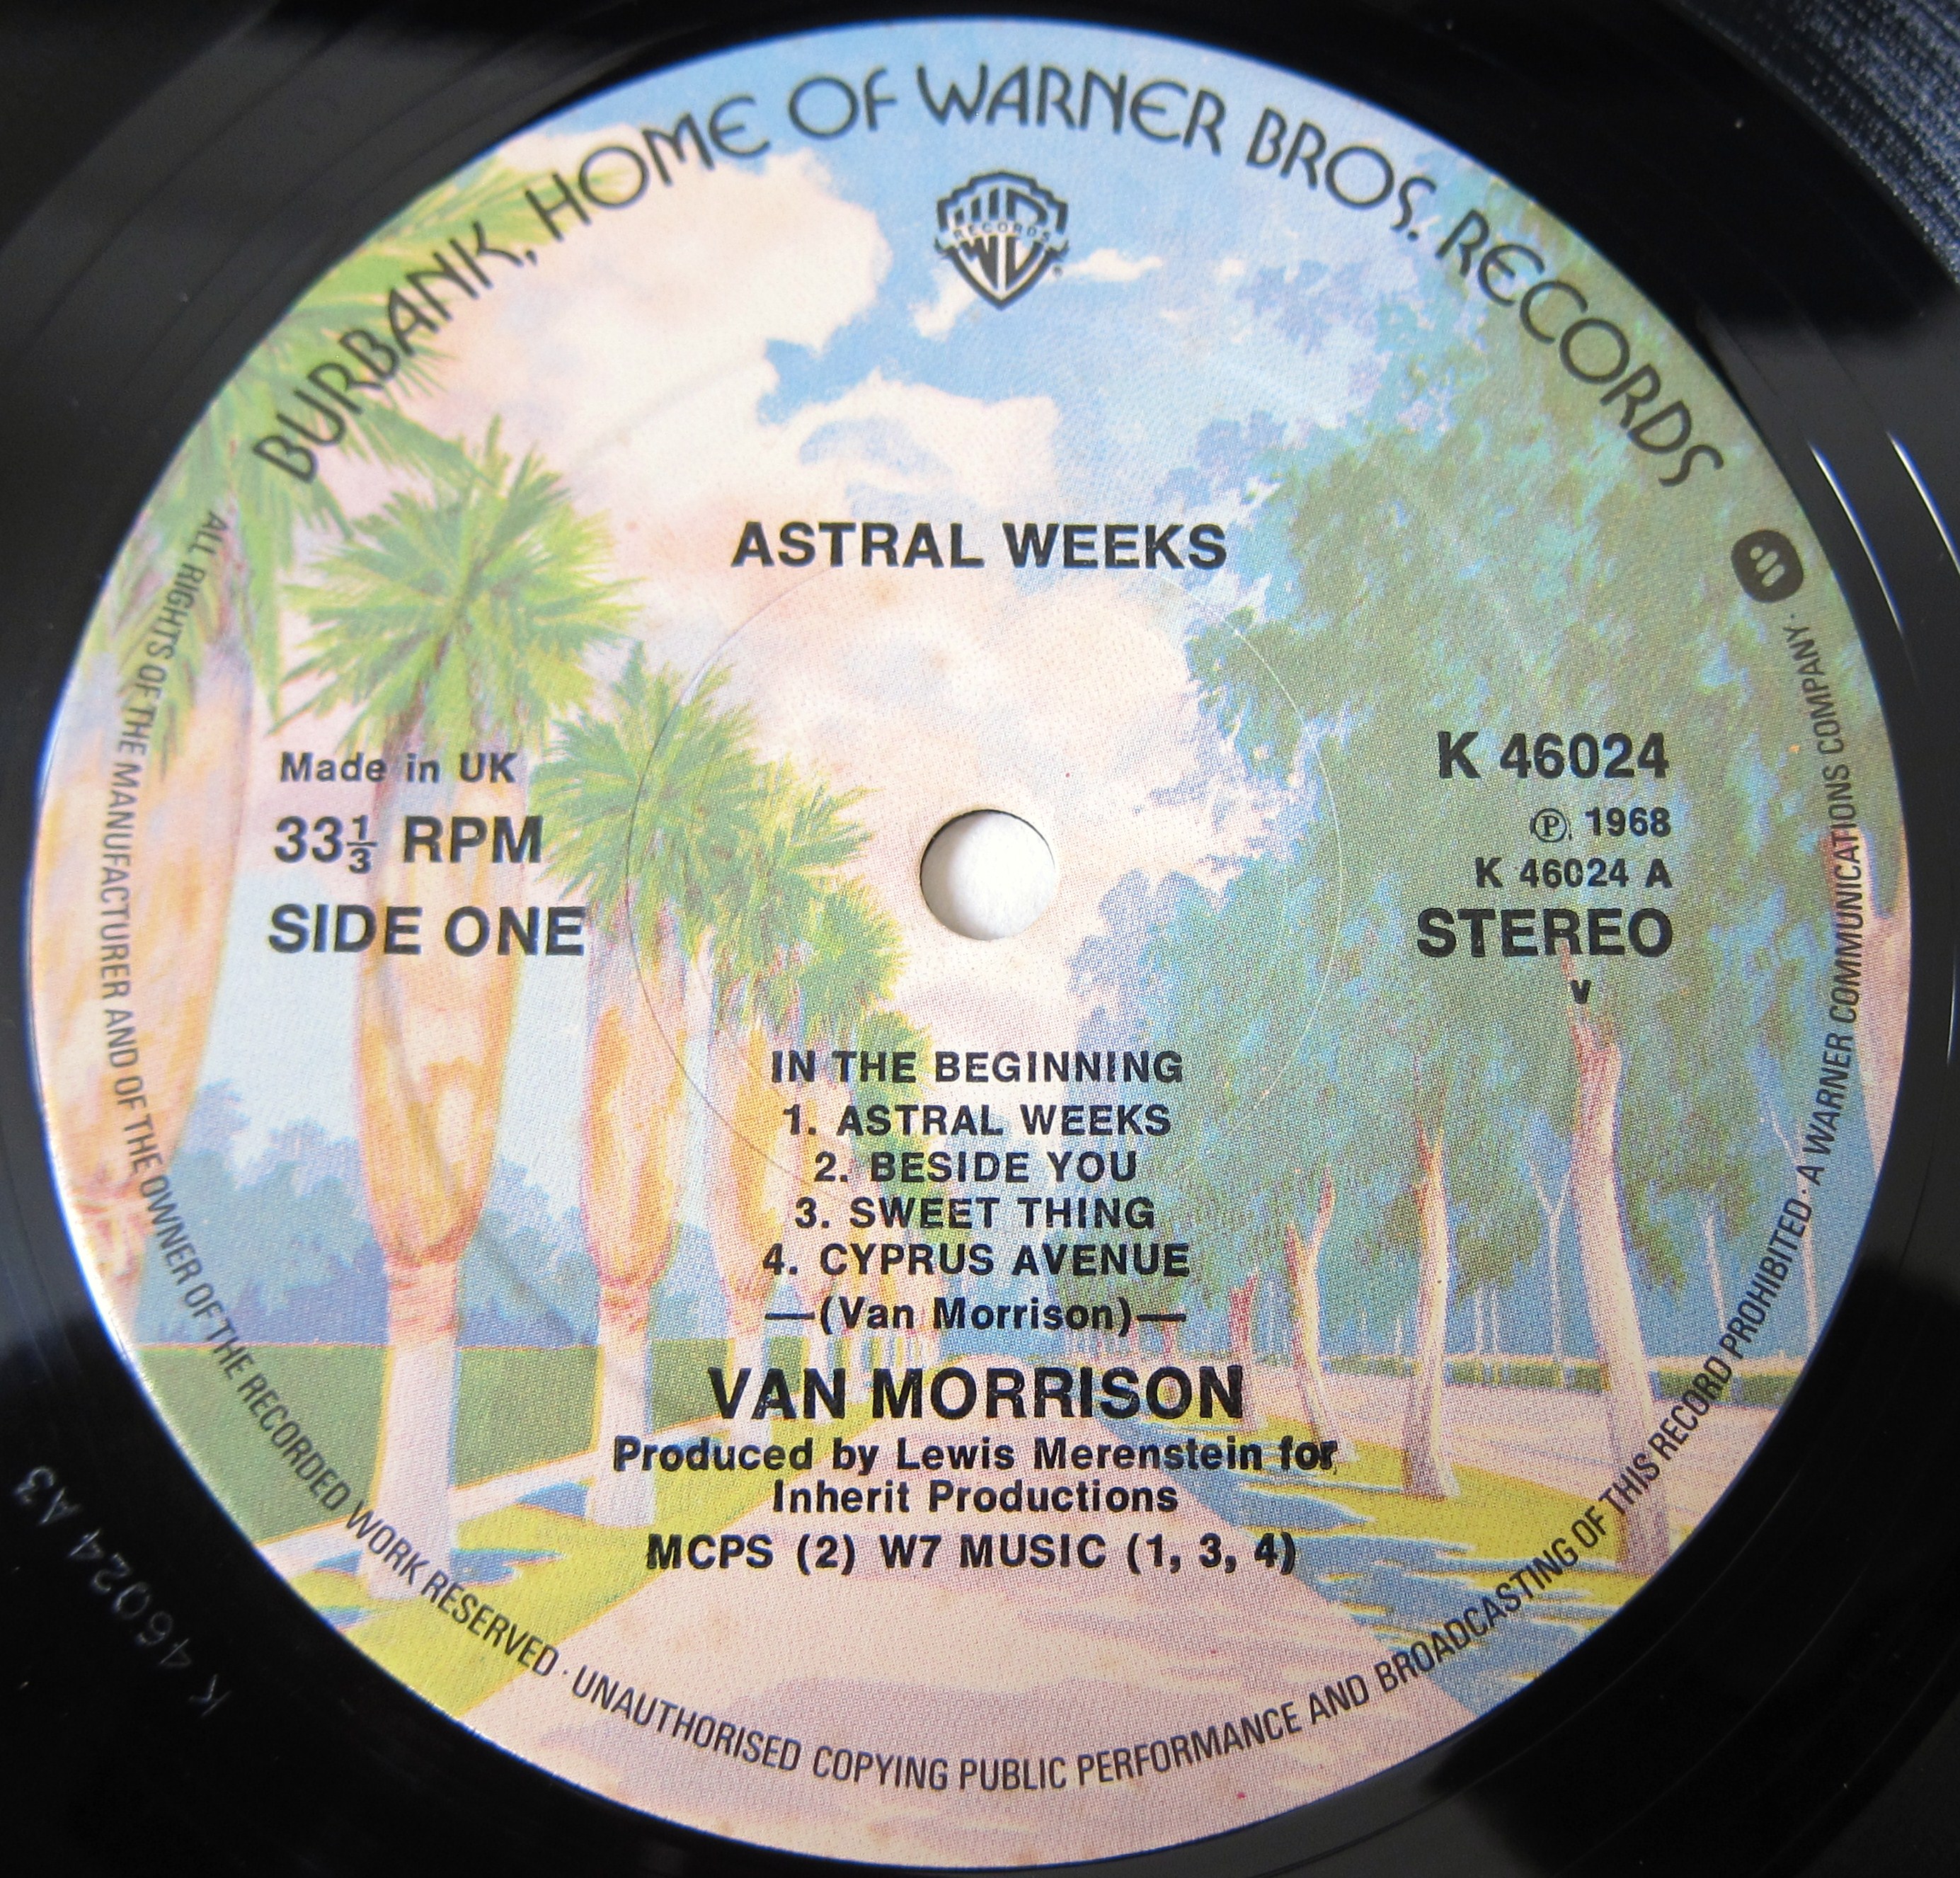 BURBANK, HOME OF WARNER BROS. RECORDS
RECORDS
ASTRAL WEEKS
Made in UK
33⅓ RPM
SIDE ONE
K 46024
Ⓟ. 1968
K 46024 A
STEREO
v
IN THE BEGINNING
1. ASTRAL WEEKS
2. BESIDE YOU
3. SWEET THING
4. CYPRUS AVENUE
—(Van Morrison)—
VAN MORRISON
Produced by Lewis Merenstein for
Inherit Productions
MCPS (2) W7 MUSIC (1, 3, 4)
ALL RIGHTS OF THE MANUFACTURER AND OF THE OWNER OF THE RECORDED WORK RESERVED · UNAUTHORISED COPYING PUBLIC PERFORMANCE AND BROADCASTING OF THIS RECORD PROHIBITED · A WARNER COMMUNICATIONS COMPANY ·
K 46024 A3